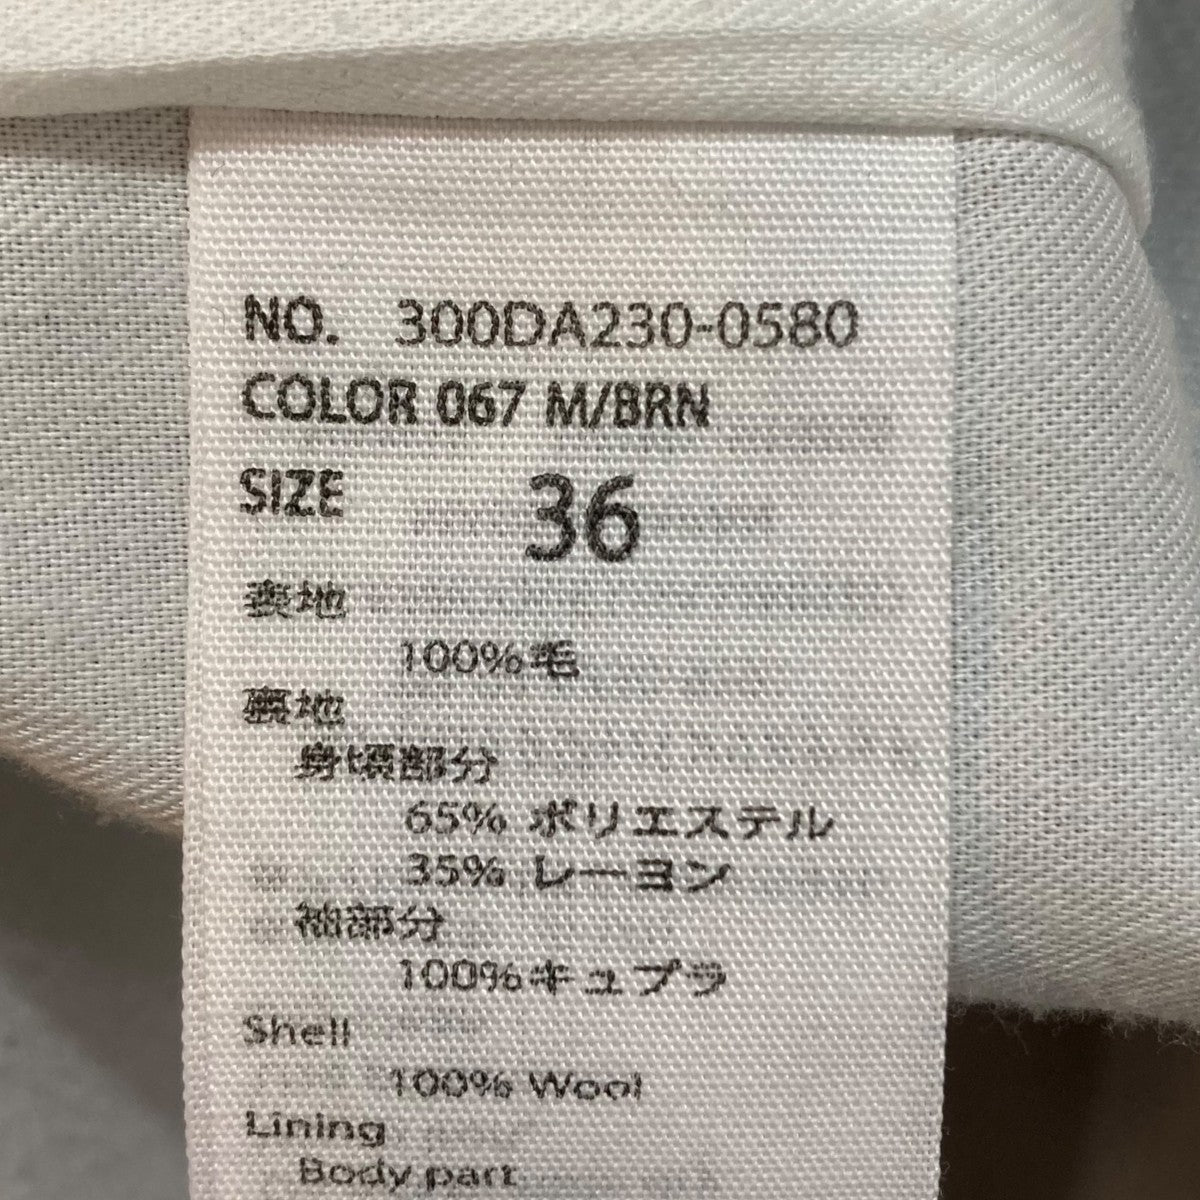 NO. 300DA230-0580
COLOR 067 M/BRN
SIZE 36
表地
100%毛
裏地
身頃部分
65% ポリエステル
35% レーヨン
袖部分
100%キュプラ
Shell
100% Wool
Lining
Body part